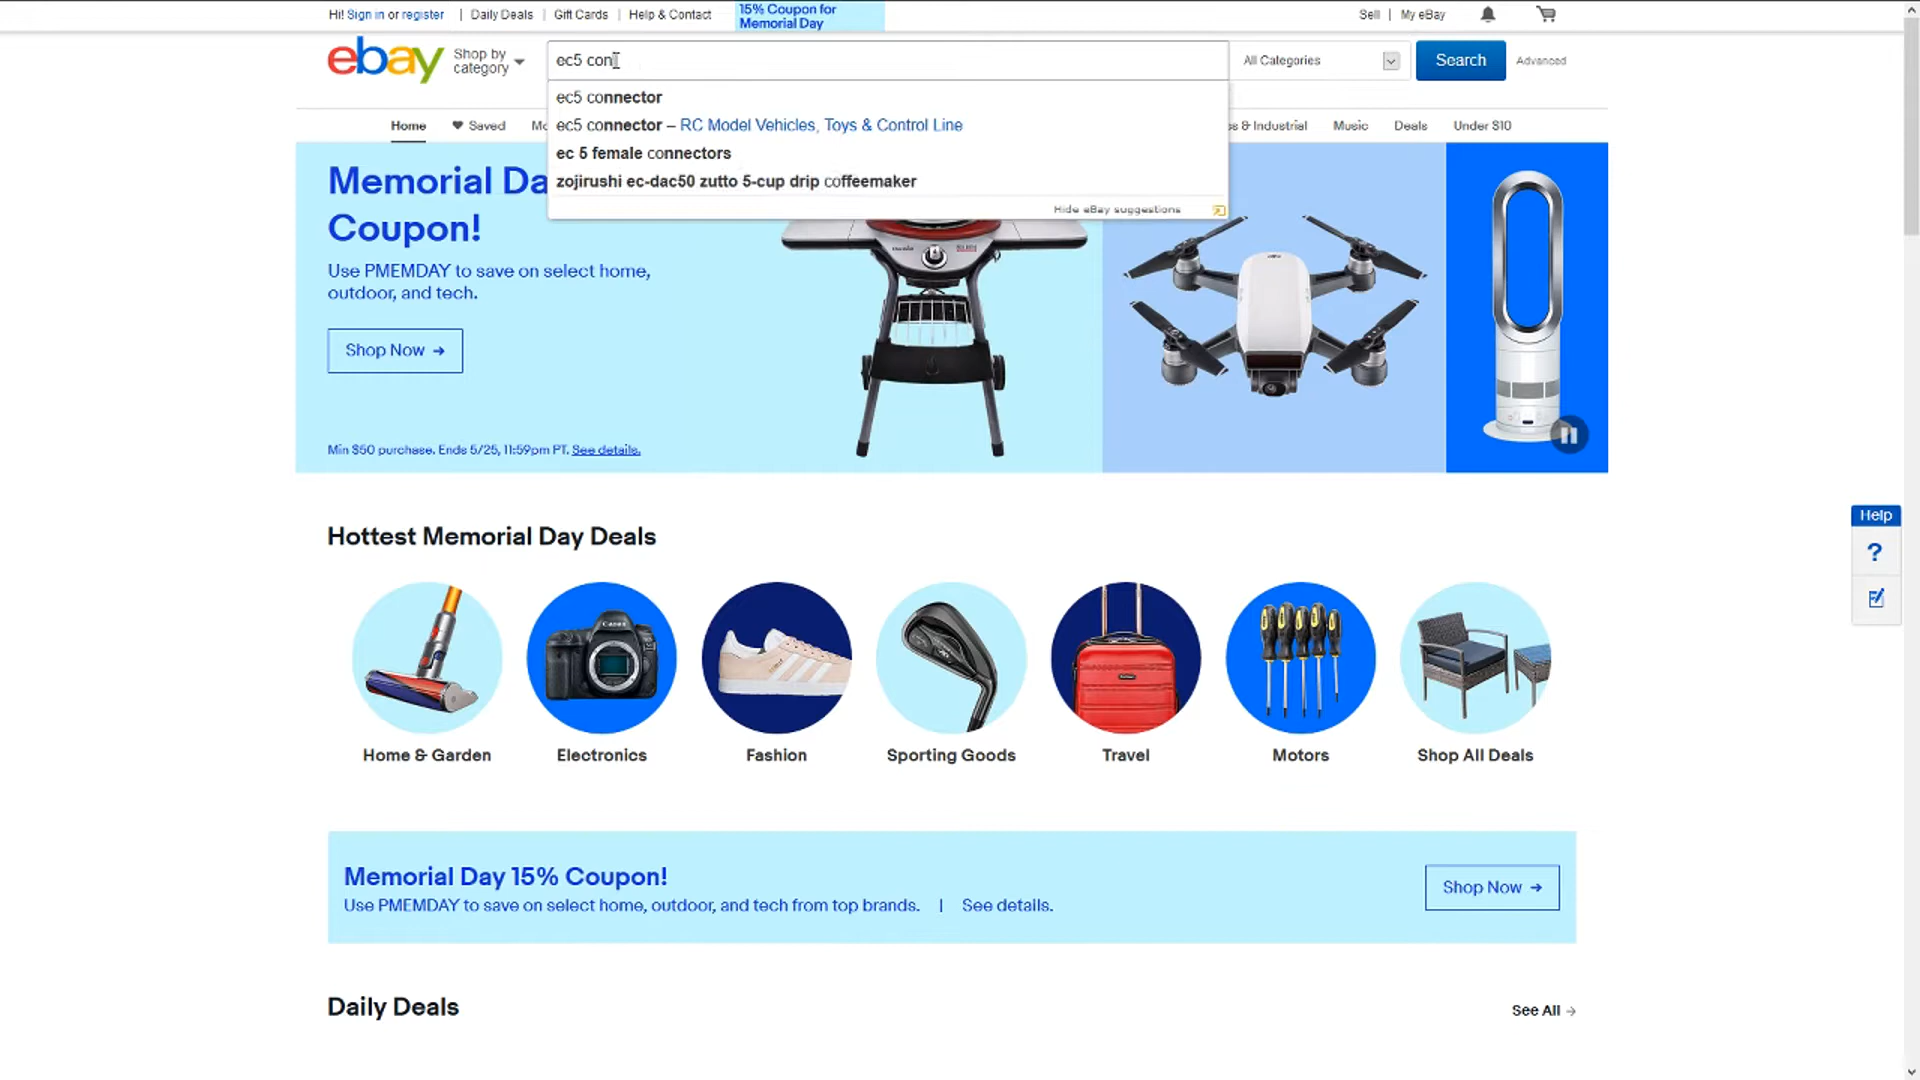 Hi! Sign in or register | Daily Deals | Gift Cards | Help & Contact
15% Coupon for
Memorial Day
Sell | My eBay
ebay
Shop by
category
ec5 con
All Categories
Search
Advanced
ec5 connector
ec5 connector – RC Model Vehicles, Toys & Control Line
ec 5 female connectors
zojirushi ec-dac50 zutto 5-cup drip coffeemaker
Hide eBay suggestions
Home
Saved
Mo
s & Industrial
Music
Deals
Under $10
Memorial Da
Coupon!
Use PMEMDAY to save on select home,
outdoor, and tech.
Shop Now →
Min $50 purchase. Ends 5/25, 11:59pm PT. See details.
Help
?
Hottest Memorial Day Deals
Canon
Home & Garden
Electronics
Fashion
Sporting Goods
Travel
Motors
Shop All Deals
Memorial Day 15% Coupon!
Use PMEMDAY to save on select home, outdoor, and tech from top brands. | See details.
Shop Now →
Daily Deals
See All →